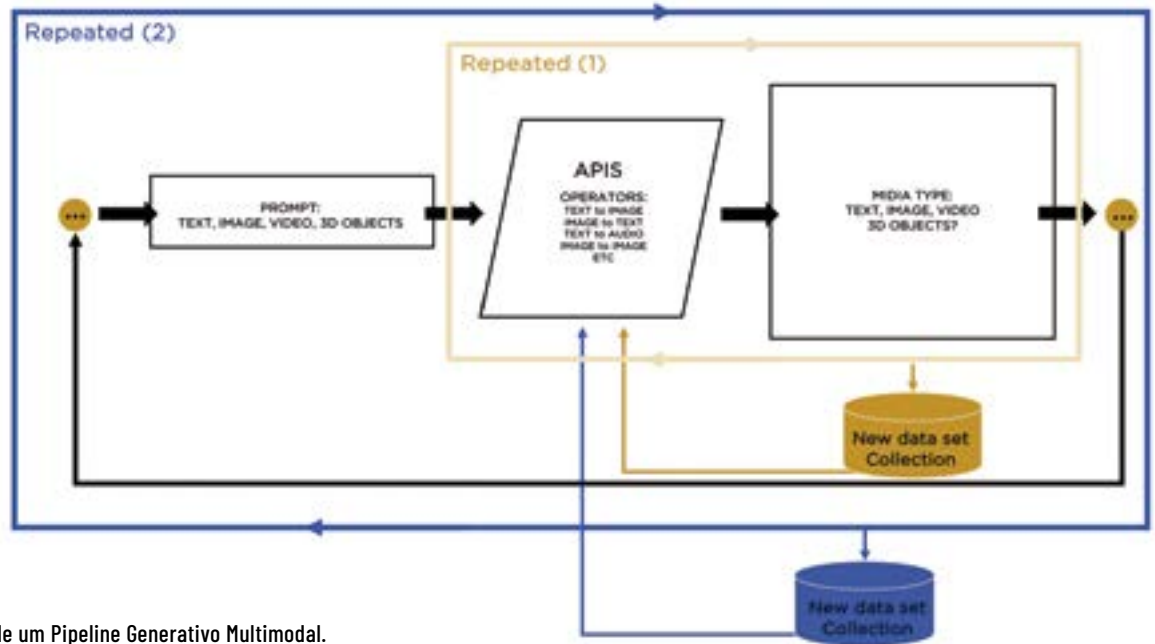 Repeated (2)
Repeated (1)
...
PROMPT:
TEXT, IMAGE, VIDEO, 3D OBJECTS
APIS
OPERATORS:
TEXT to IMAGE
IMAGE to TEXT
TEXT to AUDIO
IMAGE to IMAGE
ETC
MIDIA TYPE:
TEXT, IMAGE, VIDEO
3D OBJECTS?
...
New data set
Collection
New data set
Collection
um Pipeline Generativo Multimodal.